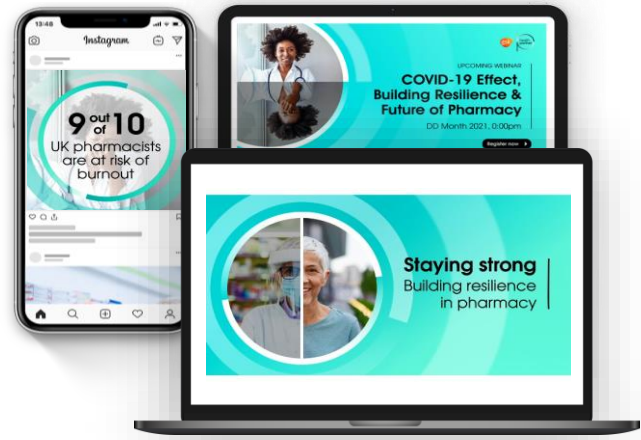 13:48
Instagram
9 out of 10
UK pharmacists
are at risk of
burnout
gsk
UPCOMING WEBINAR
COVID-19 Effect,
Building Resilience &
Future of Pharmacy
DD Month 2021, 0:00pm
Register now
Staying strong
Building resilience
in pharmacy